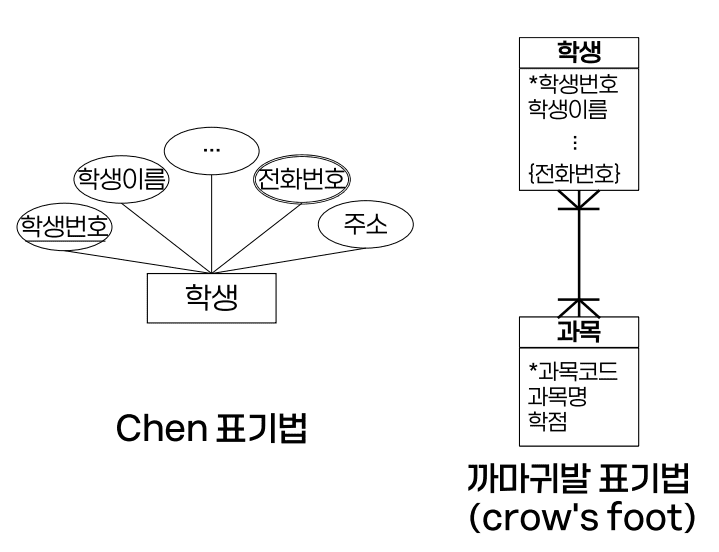 ...
학생이름
전화번호
학생번호
주소
학생
Chen 표기법
학생
*학생번호
학생이름
⋮
{전화번호}
과목
*과목코드
과목명
학점
까마귀발 표기법
(crow's foot)